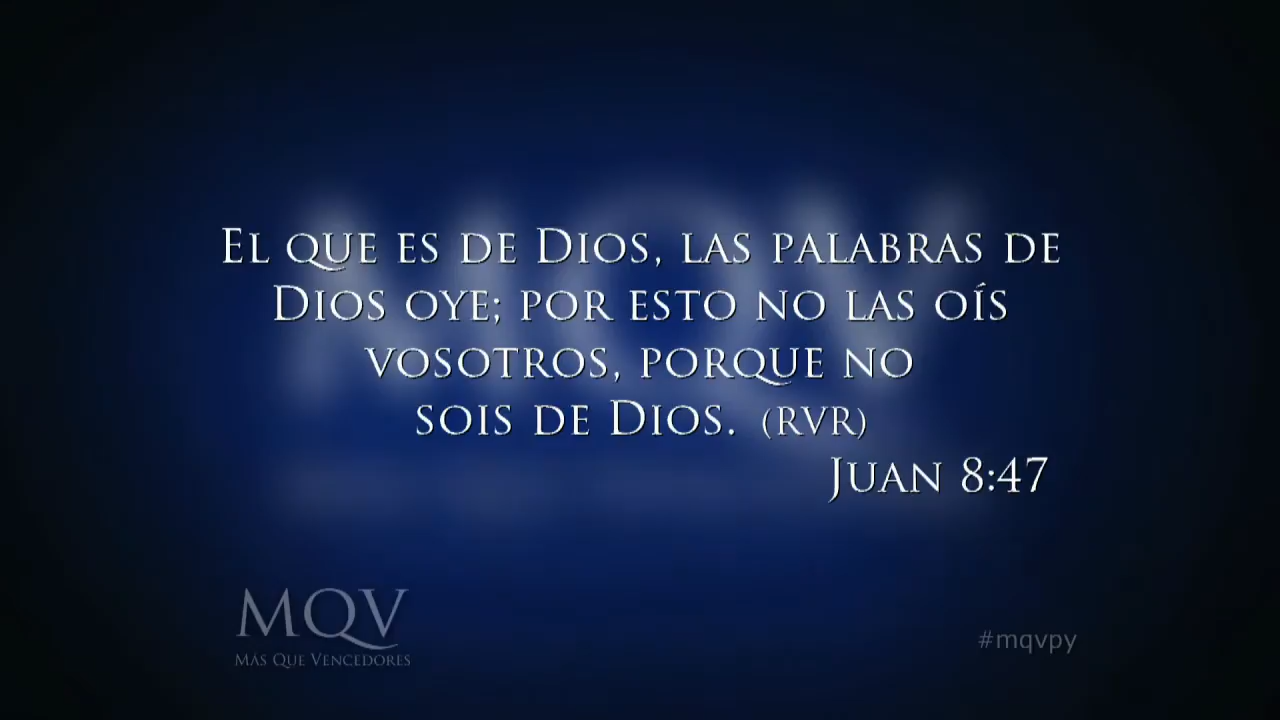 El que es de Dios, las palabras de
Dios oye; por esto no las oís
vosotros, porque no
sois de Dios. (RVR)
Juan 8:47
MQV
Más Que Vencedores
#mqvpy